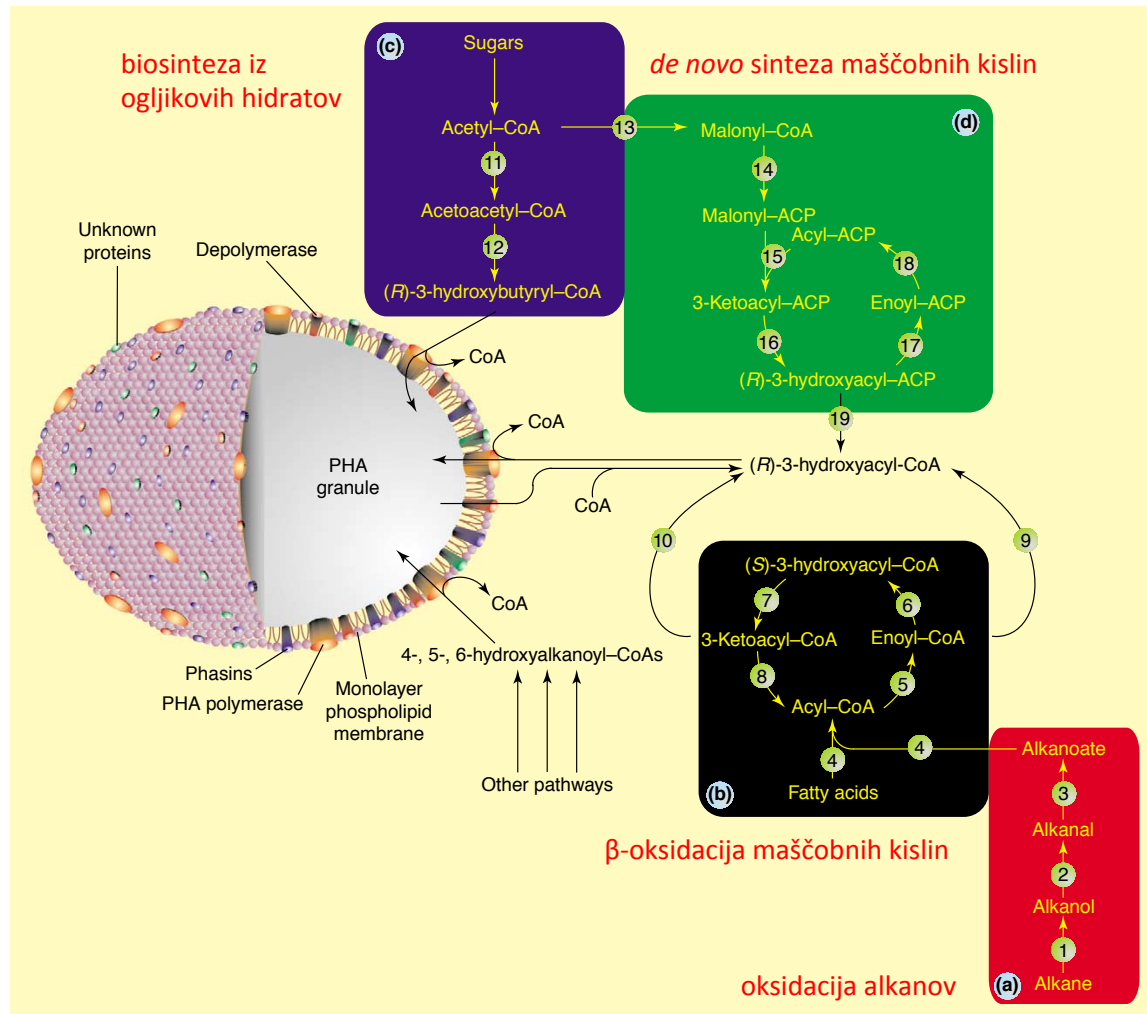 biosinteza iz
ogljikovih hidratov
(c)
Sugars
Acetyl–CoA
11
Acetoacetyl–CoA
12
(R)-3-hydroxybutyryl–CoA
de novo sinteza maščobnih kislin
(d)
13
Malonyl–CoA
14
Malonyl–ACP
Acyl–ACP
15
18
3-Ketoacyl–ACP
Enoyl–ACP
16
17
(R)-3-hydroxyacyl–ACP
19
(R)-3-hydroxyacyl-CoA
Unknown
proteins
Depolymerase
CoA
CoA
PHA
granule
CoA
CoA
Phasins
PHA polymerase
Monolayer
phospholipid
membrane
4-, 5-, 6-hydroxyalkanoyl–CoAs
Other pathways
10
9
(S)-3-hydroxyacyl–CoA
7
6
3-Ketoacyl–CoA
Enoyl–CoA
8
5
Acyl–CoA
4
4
Fatty acids
(b)
β-oksidacija maščobnih kislin
Alkanoate
3
Alkanal
2
Alkanol
1
Alkane
(a)
oksidacija alkanov